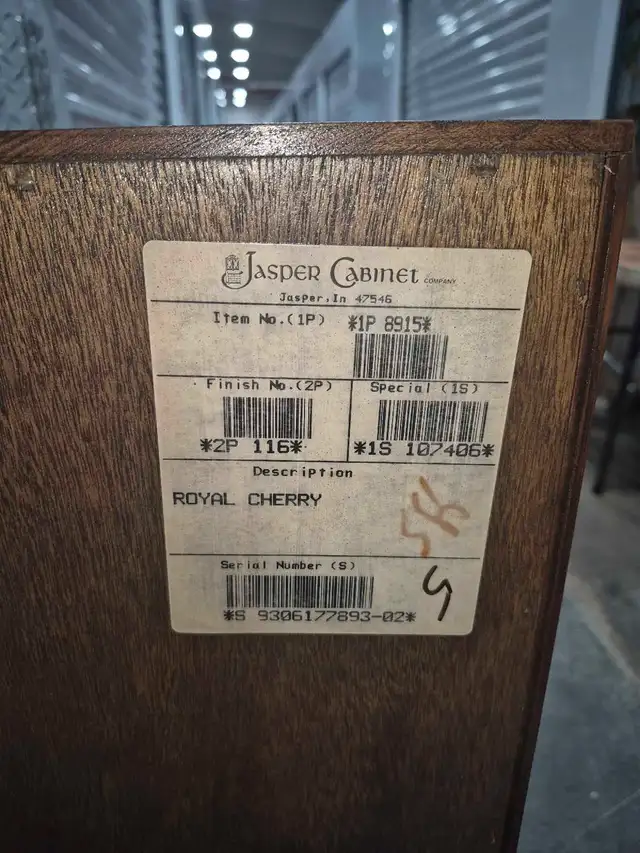 JASPER CABINET COMPANY
Jasper, In 47546
Item No.(1P) *1P 8915*
Finish No.(2P) Special (1S)
*2P 116* *1S 107406*
Description
ROYAL CHERRY
Serial Number (S)
*S 9306177893-02*